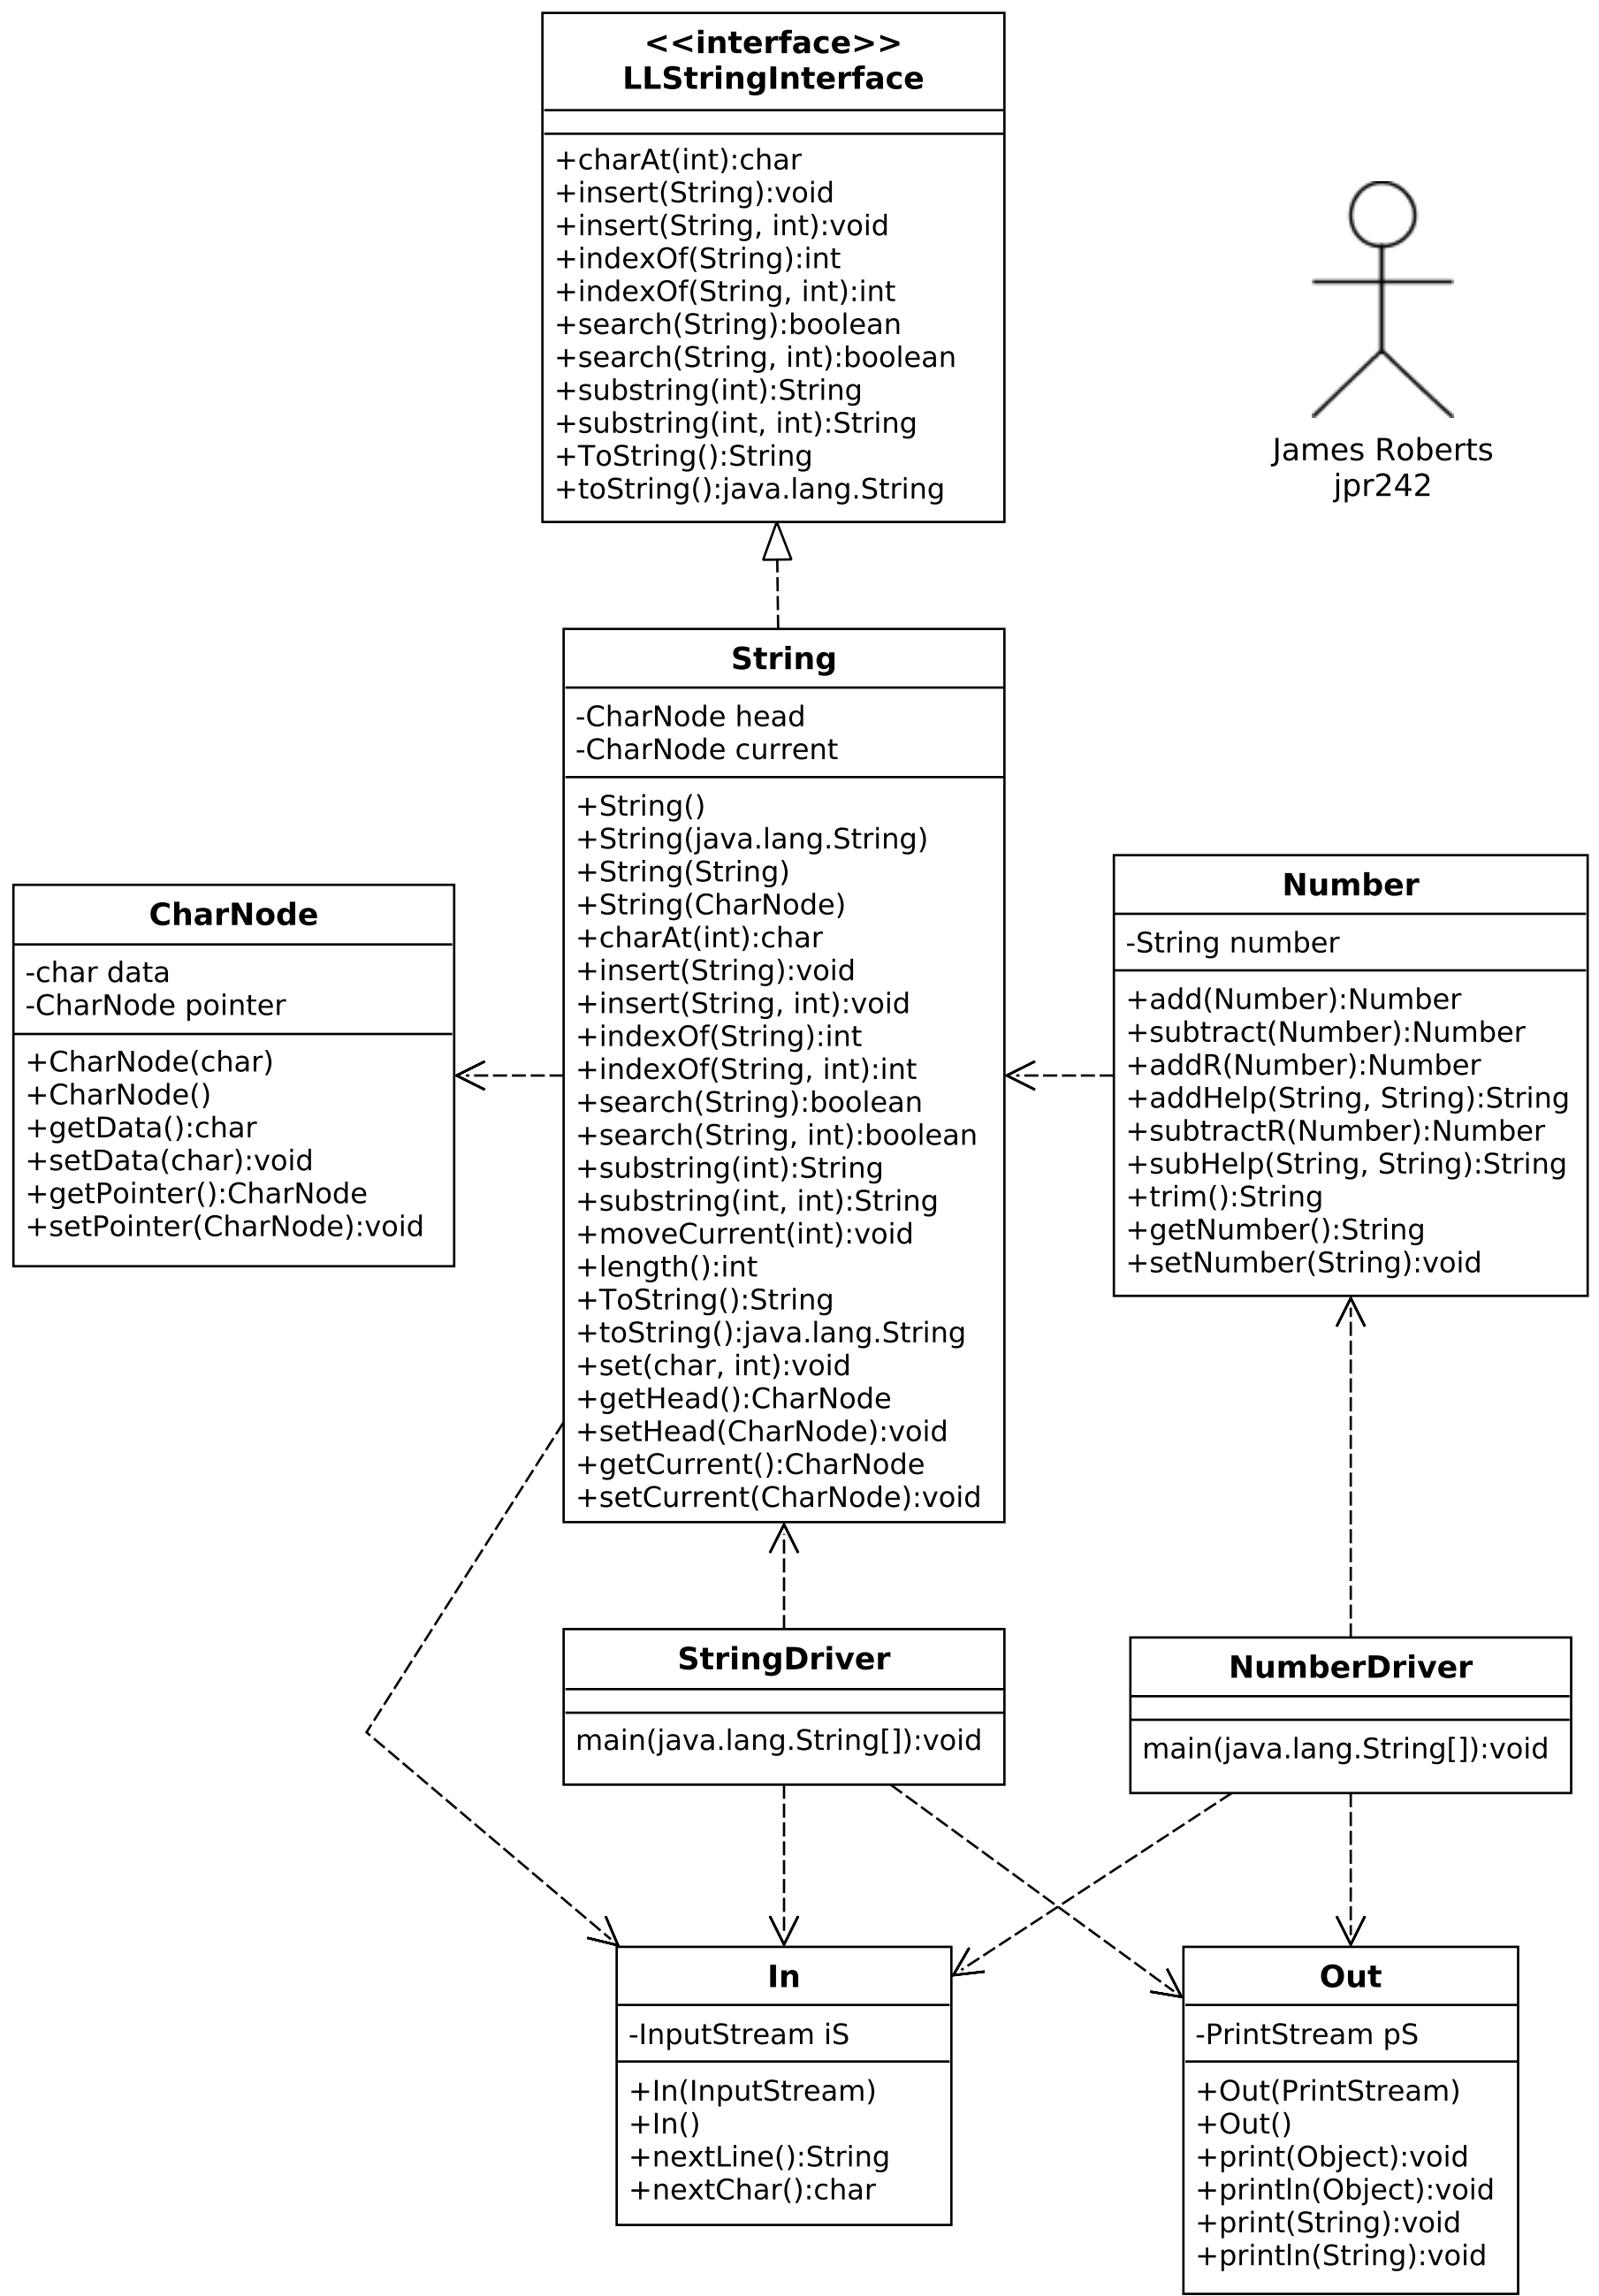 <<interface>>
LLStringInterface
+charAt(int):char
+insert(String):void
+insert(String, int):void
+indexOf(String):int
+indexOf(String, int):int
+search(String):boolean
+search(String, int):boolean
+substring(int):String
+substring(int, int):String
+ToString():String
+toString():java.lang.String
James Roberts
jpr242
String
-CharNode head
-CharNode current
+String()
+String(java.lang.String)
+String(String)
+String(CharNode)
+charAt(int):char
+insert(String):void
+insert(String, int):void
+indexOf(String):int
+indexOf(String, int):int
+search(String):boolean
+search(String, int):boolean
+substring(int):String
+substring(int, int):String
+moveCurrent(int):void
+length():int
+ToString():String
+toString():java.lang.String
+set(char, int):void
+getHead():CharNode
+setHead(CharNode):void
+getCurrent():CharNode
+setCurrent(CharNode):void
CharNode
-char data
-CharNode pointer
+CharNode(char)
+CharNode()
+getData():char
+setData(char):void
+getPointer():CharNode
+setPointer(CharNode):void
Number
-String number
+add(Number):Number
+subtract(Number):Number
+addR(Number):Number
+addHelp(String, String):String
+subtractR(Number):Number
+subHelp(String, String):String
+trim():String
+getNumber():String
+setNumber(String):void
StringDriver
main(java.lang.String[]):void
NumberDriver
main(java.lang.String[]):void
In
-InputStream iS
+In(InputStream)
+In()
+nextLine():String
+nextChar():char
Out
-PrintStream pS
+Out(PrintStream)
+Out()
+print(Object):void
+println(Object):void
+print(String):void
+println(String):void